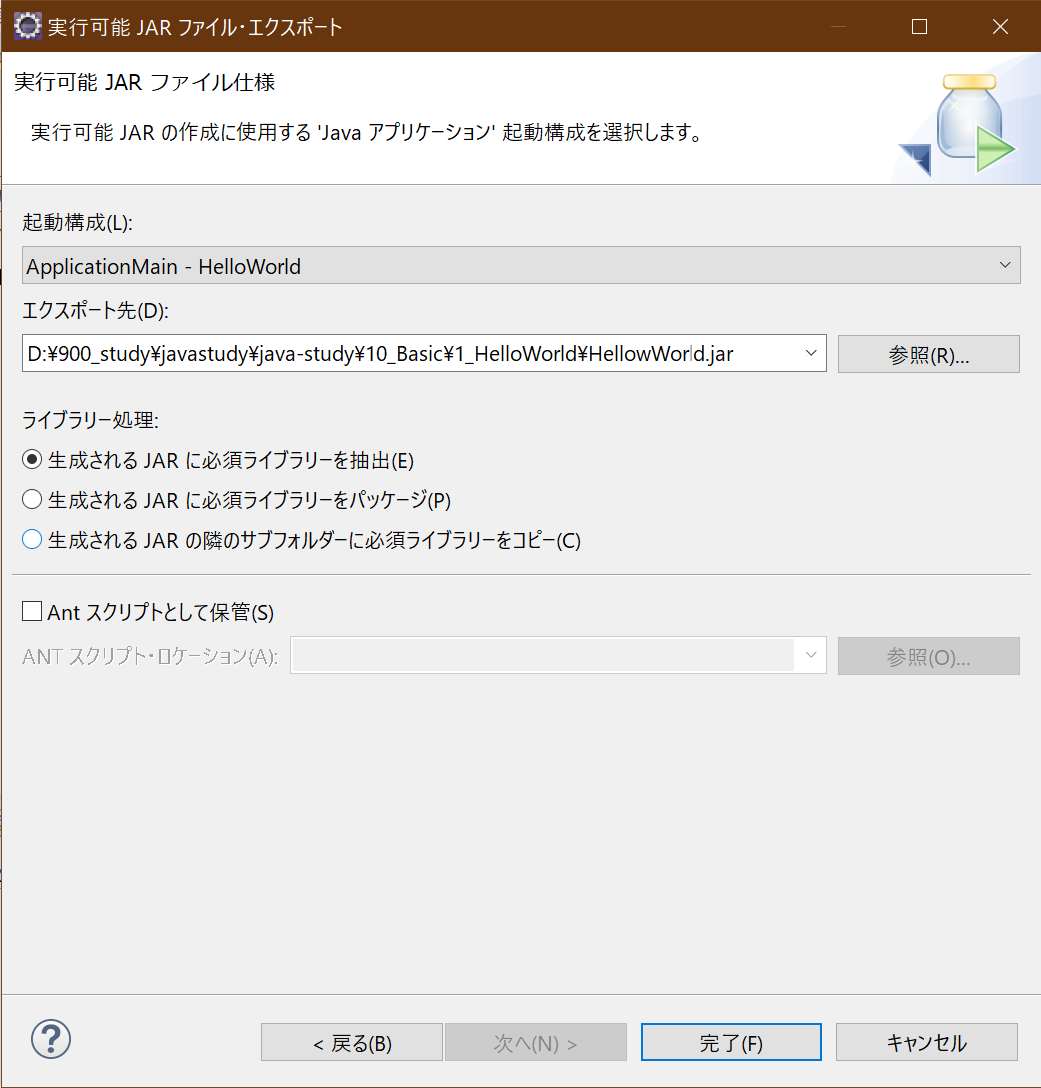 実行可能 JAR ファイル・エクスポート
実行可能 JAR ファイル仕様
実行可能 JAR の作成に使用する 'Java アプリケーション' 起動構成を選択します。
起動構成(L):
ApplicationMain - HelloWorld
エクスポート先(D):
D:¥900_study¥javastudy¥java-study¥10_Basic¥1_HelloWorld¥HellowWorld.jar
参照(R)...
ライブラリー処理:
生成される JAR に必須ライブラリーを抽出(E)
生成される JAR に必須ライブラリーをパッケージ(P)
生成される JAR の隣のサブフォルダーに必須ライブラリーをコピー(C)
Ant スクリプトとして保管(S)
ANT スクリプト・ロケーション(A):
参照(O)...
?
< 戻る(B)
次へ(N) >
完了(F)
キャンセル